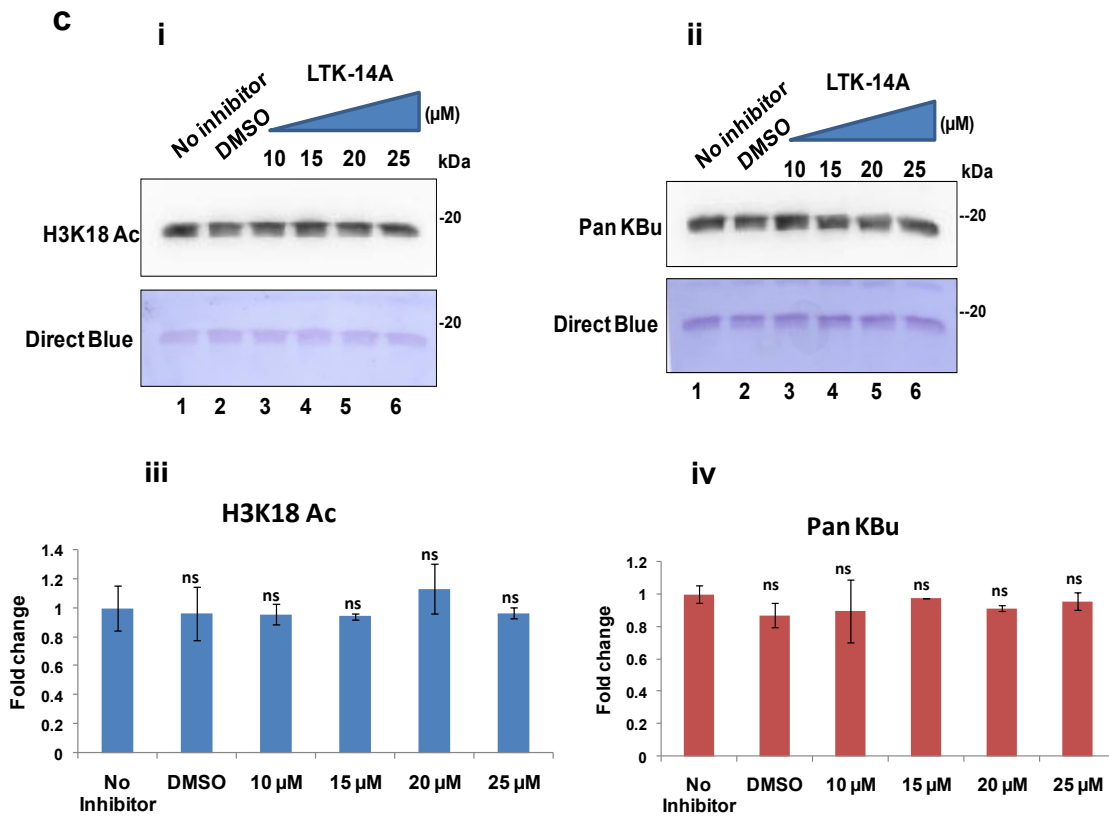 c
i
LTK-14A
No inhibitor
DMSO
(µM)
10 15 20 25 kDa
H3K18 Ac
-20
Direct Blue
-20
1 2 3 4 5 6
ii
LTK-14A
No inhibitor
DMSO
(µM)
10 15 20 25 kDa
Pan KBu
--20
Direct Blue
--20
1 2 3 4 5 6
iii
H3K18 Ac
Fold change
1.4
1.2
1
0.8
0.6
0.4
0.2
0
ns ns ns ns ns
No Inhibitor
DMSO
10 µM
15 µM
20 µM
25 µM
iv
Pan KBu
Fold change
1.2
1
0.8
0.6
0.4
0.2
0
ns ns ns ns ns
No Inhibitor
DMSO
10 µM
15 µM
20 µM
25 µM